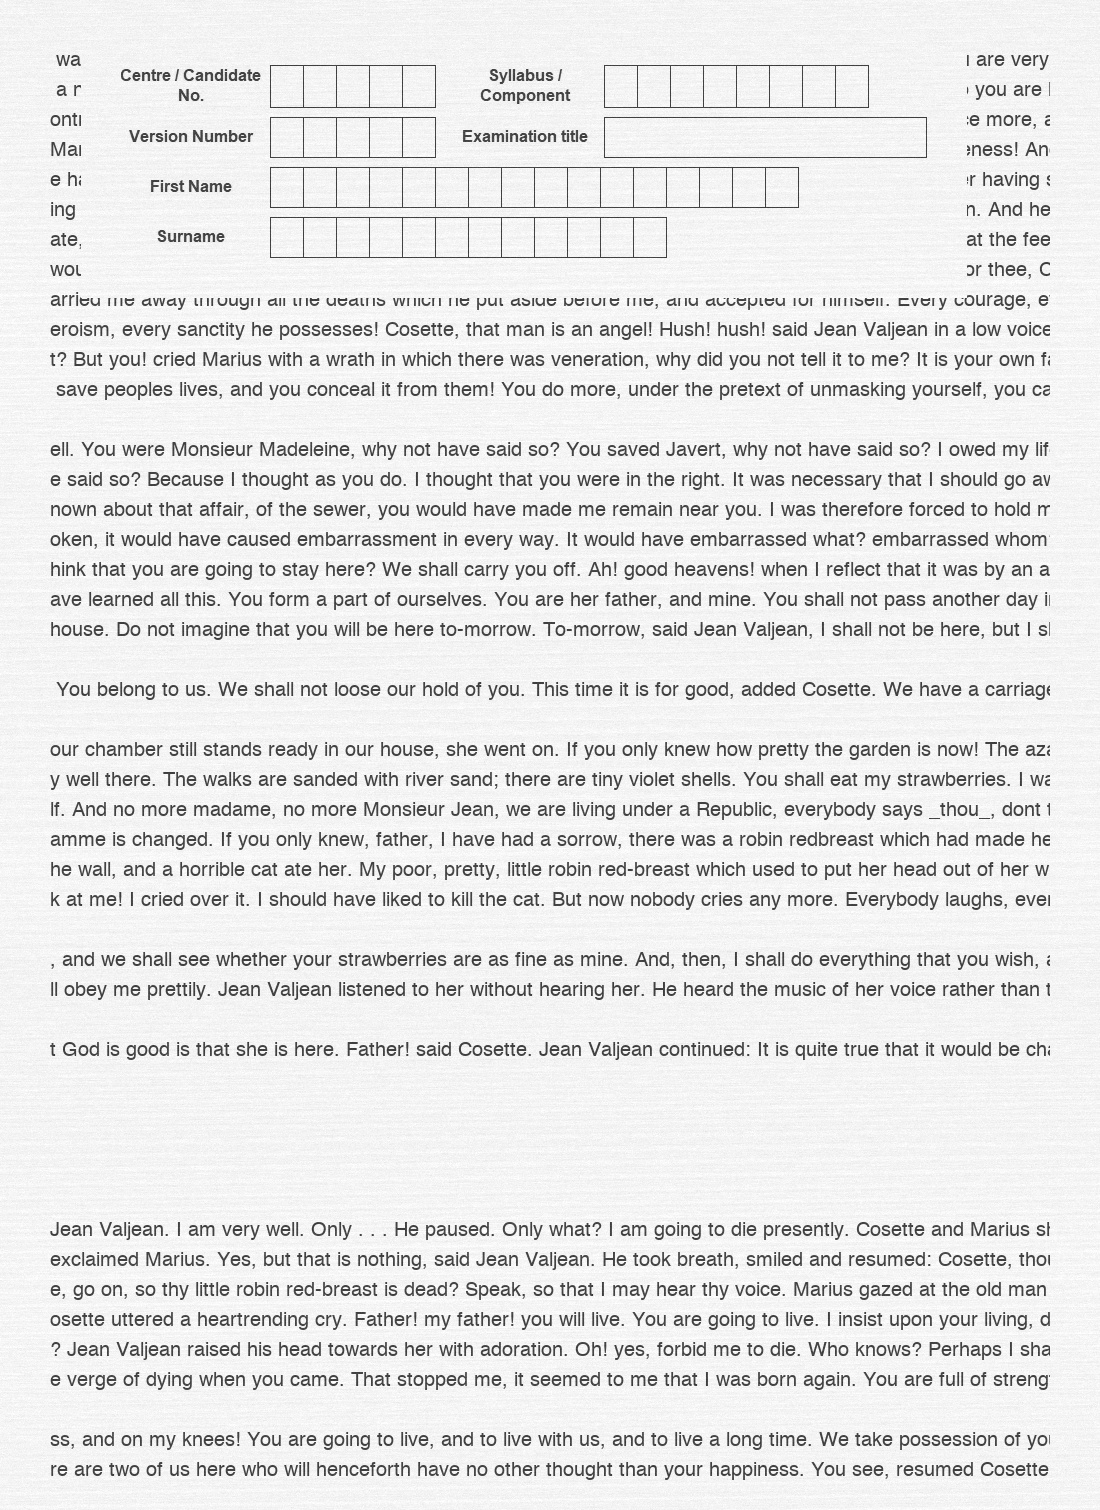 wa are very
Centre / Candidate No.
Syllabus / Component
a you are
ont more, a
Version Number
Examination title
Mar eness! An
e ha r having s
First Name
ing n. And he
ate, at the fee
Surname
wou or thee, C
arried me away through all the deaths which he put aside before me, and accepted for himself. Every courage, e
eroism, every sanctity he possesses! Cosette, that man is an angel! Hush! hush! said Jean Valjean in a low voice
t? But you! cried Marius with a wrath in which there was veneration, why did you not tell it to me? It is your own fa
save peoples lives, and you conceal it from them! You do more, under the pretext of unmasking yourself, you ca
ell. You were Monsieur Madeleine, why not have said so? You saved Javert, why not have said so? I owed my lif
e said so? Because I thought as you do. I thought that you were in the right. It was necessary that I should go aw
nown about that affair, of the sewer, you would have made me remain near you. I was therefore forced to hold m
oken, it would have caused embarrassment in every way. It would have embarrassed what? embarrassed whom
hink that you are going to stay here? We shall carry you off. Ah! good heavens! when I reflect that it was by an a
ave learned all this. You form a part of ourselves. You are her father, and mine. You shall not pass another day i
house. Do not imagine that you will be here to-morrow. To-morrow, said Jean Valjean, I shall not be here, but I sh
You belong to us. We shall not loose our hold of you. This time it is for good, added Cosette. We have a carriage
our chamber still stands ready in our house, she went on. If you only knew how pretty the garden is now! The aza
y well there. The walks are sanded with river sand; there are tiny violet shells. You shall eat my strawberries. I wa
lf. And no more madame, no more Monsieur Jean, we are living under a Republic, everybody says _thou_, dont t
amme is changed. If you only knew, father, I have had a sorrow, there was a robin redbreast which had made he
he wall, and a horrible cat ate her. My poor, pretty, little robin red-breast which used to put her head out of her w
k at me! I cried over it. I should have liked to kill the cat. But now nobody cries any more. Everybody laughs, ever
, and we shall see whether your strawberries are as fine as mine. And, then, I shall do everything that you wish, a
ll obey me prettily. Jean Valjean listened to her without hearing her. He heard the music of her voice rather than t
t God is good is that she is here. Father! said Cosette. Jean Valjean continued: It is quite true that it would be cha
Jean Valjean. I am very well. Only . . . He paused. Only what? I am going to die presently. Cosette and Marius sh
exclaimed Marius. Yes, but that is nothing, said Jean Valjean. He took breath, smiled and resumed: Cosette, thou
e, go on, so thy little robin red-breast is dead? Speak, so that I may hear thy voice. Marius gazed at the old man
osette uttered a heartrending cry. Father! my father! you will live. You are going to live. I insist upon your living, d
? Jean Valjean raised his head towards her with adoration. Oh! yes, forbid me to die. Who knows? Perhaps I sha
e verge of dying when you came. That stopped me, it seemed to me that I was born again. You are full of streng
ss, and on my knees! You are going to live, and to live with us, and to live a long time. We take possession of you
re are two of us here who will henceforth have no other thought than your happiness. You see, resumed Cosette